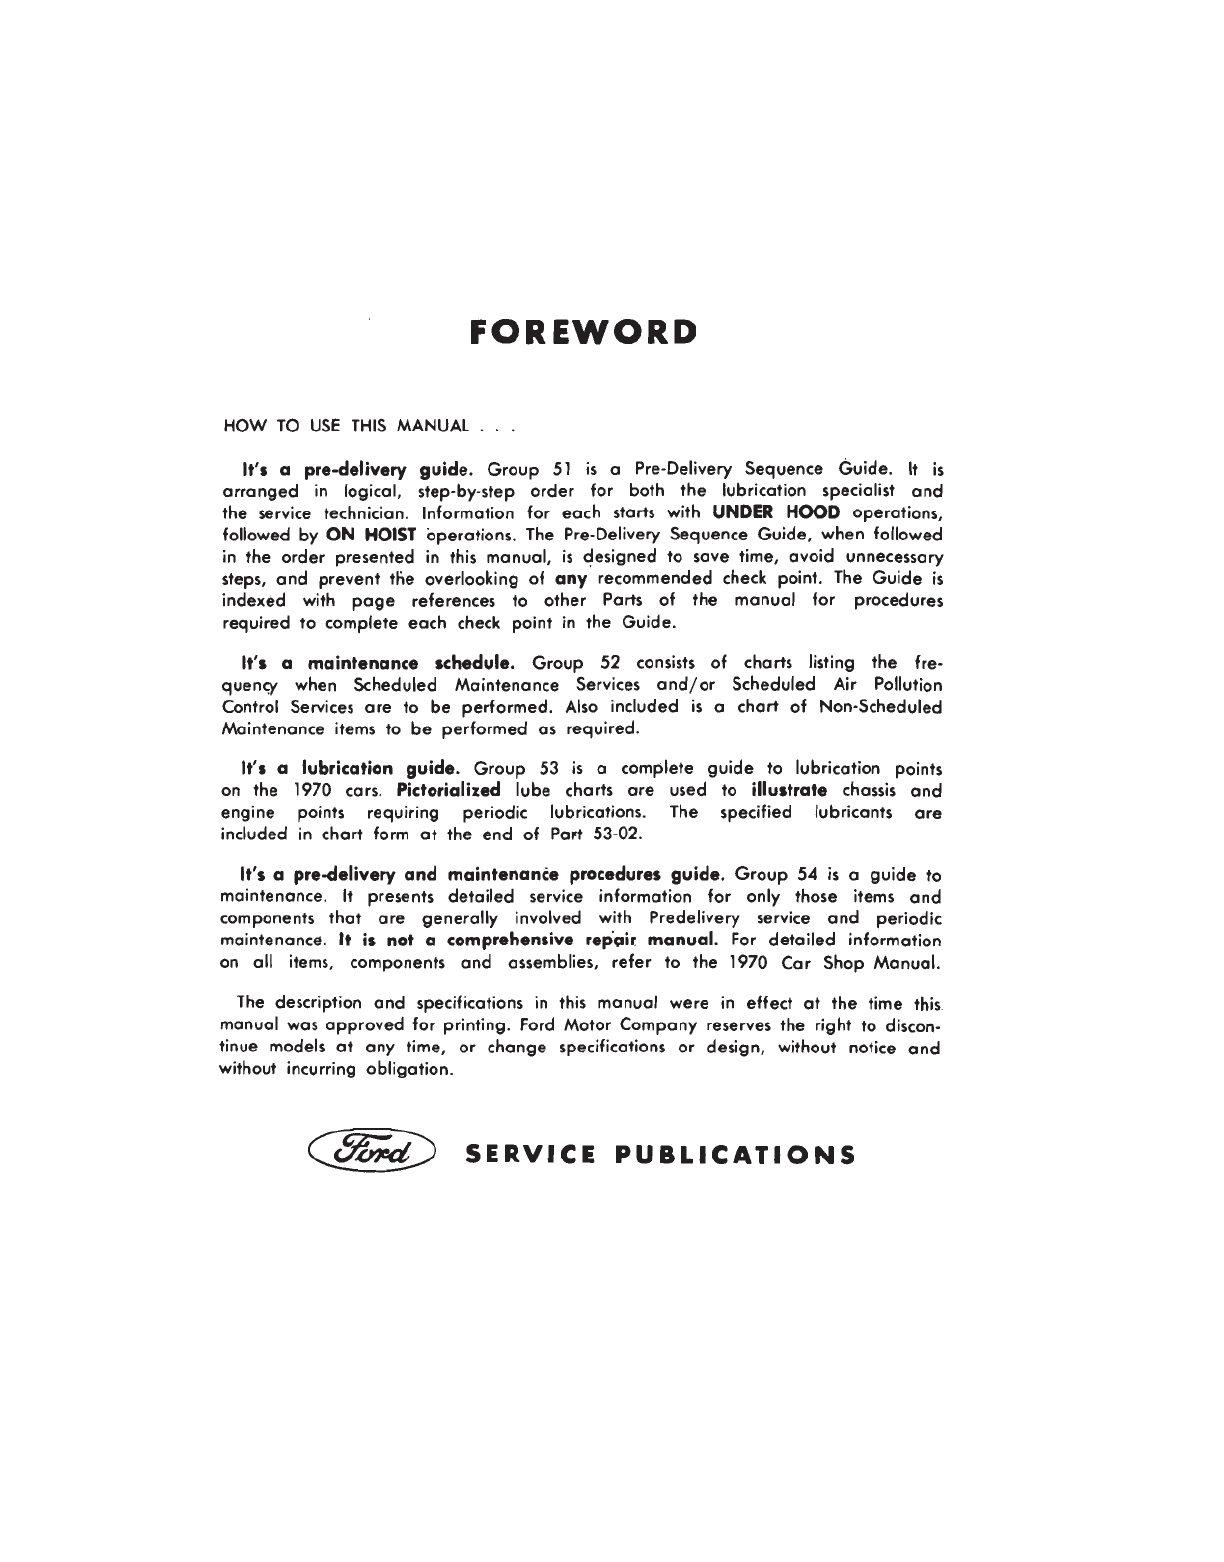 FOREWORD
HOW TO USE THIS MANUAL . . .
It's a pre-delivery guide. Group 51 is a Pre-Delivery Sequence Guide. It is
arranged in logical, step-by-step order for both the lubrication specialist and
the service technician. Information for each starts with UNDER HOOD operations,
followed by ON HOIST operations. The Pre-Delivery Sequence Guide, when followed
in the order presented in this manual, is designed to save time, avoid unnecessary
steps, and prevent the overlooking of any recommended check point. The Guide is
indexed with page references to other Parts of the manual for procedures
required to complete each check point in the Guide.
It's a maintenance schedule. Group 52 consists of charts listing the fre-
quency when Scheduled Maintenance Services and/or Scheduled Air Pollution
Control Services are to be performed. Also included is a chart of Non-Scheduled
Maintenance items to be performed as required.
It's a lubrication guide. Group 53 is a complete guide to lubrication points
on the 1970 cars. Pictorialized lube charts are used to illustrate chassis and
engine points requiring periodic lubrications. The specified lubricants are
included in chart form at the end of Part 53-02.
It's a pre-delivery and maintenance procedures guide. Group 54 is a guide to
maintenance. It presents detailed service information for only those items and
components that are generally involved with Predelivery service and periodic
maintenance. It is not a comprehensive repair manual. For detailed information
on all items, components and assemblies, refer to the 1970 Car Shop Manual.
The description and specifications in this manual were in effect at the time this
manual was approved for printing. Ford Motor Company reserves the right to discon-
tinue models at any time, or change specifications or design, without notice and
without incurring obligation.
Ford SERVICE PUBLICATIONS